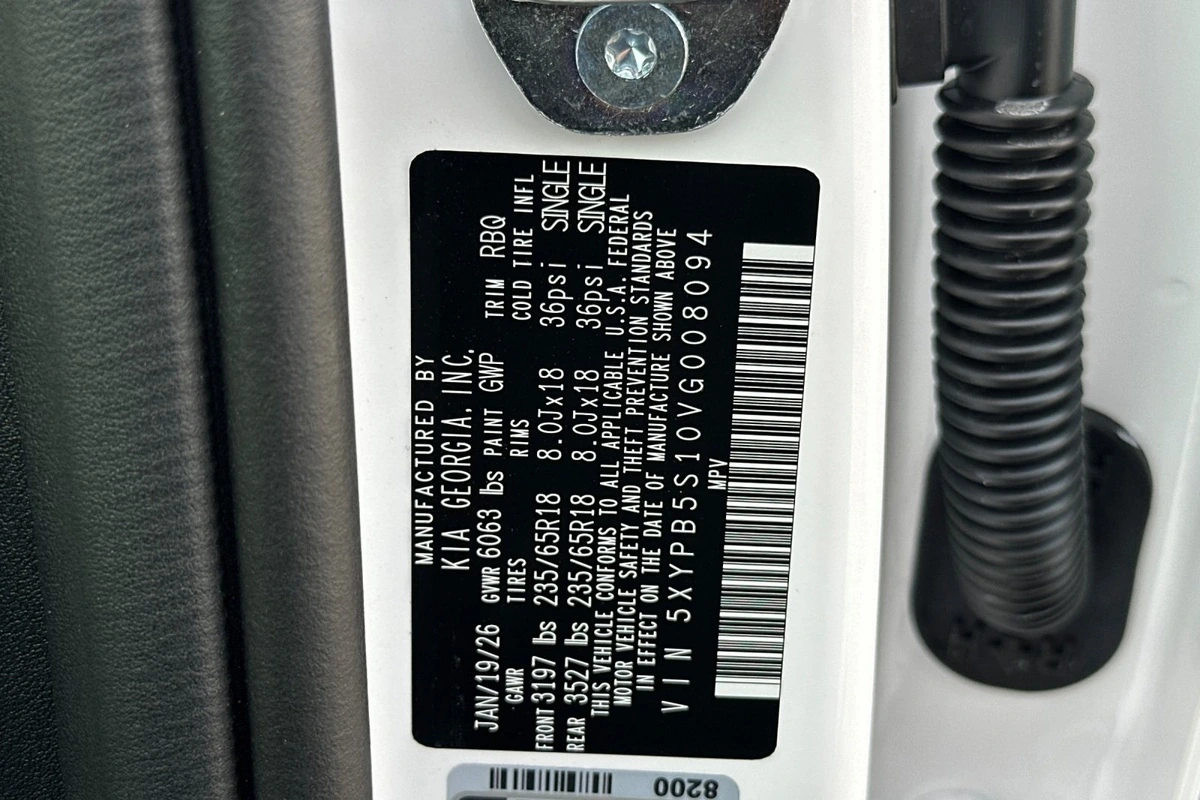 MANUFACTURED BY
KIA GEORGIA, INC.
JAN/19/26 GVWR 6063 lbs PAINT GWP TRIM RBQ
GAWR TIRES RIMS COLD TIRE INFL
FRONT 3197 lbs 235/65R18 8.0Jx18 36psi SINGLE
REAR 3527 lbs 235/65R18 8.0Jx18 36psi SINGLE
THIS VEHICLE CONFORMS TO ALL APPLICABLE U.S.A. FEDERAL
MOTOR VEHICLE SAFETY AND THEFT PREVENTION STANDARDS
IN EFFECT ON THE DATE OF MANUFACTURE SHOWN ABOVE
VIN 5XYPB5S10VG008094
MPV
8200